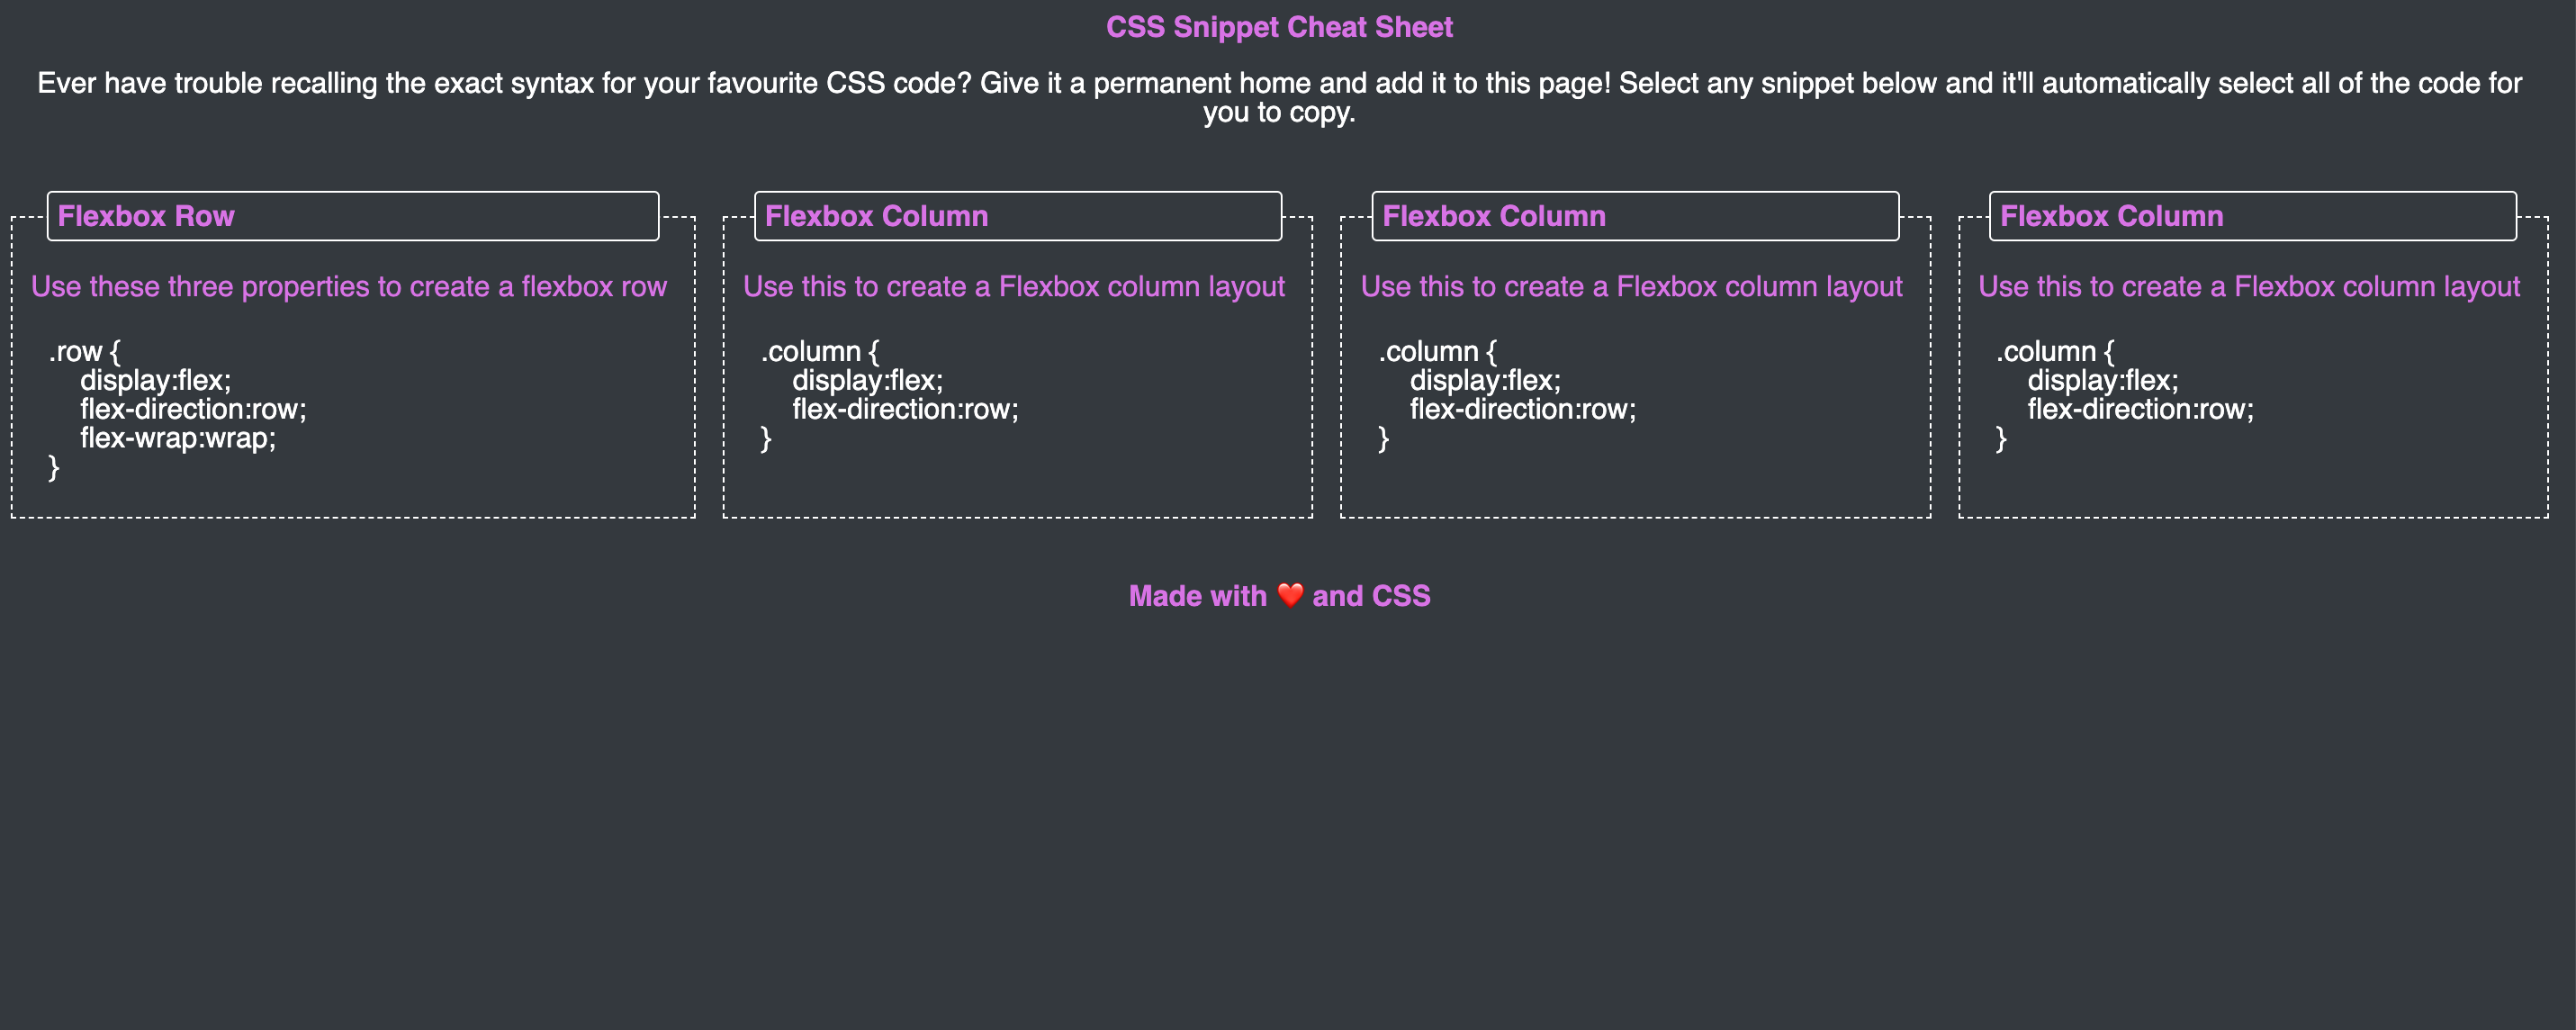 CSS Snippet Cheat Sheet
Ever have trouble recalling the exact syntax for your favourite CSS code? Give it a permanent home and add it to this page! Select any snippet below and it'll automatically select all of the code for
you to copy.
Flexbox Row
Use these three properties to create a flexbox row
.row {
display:flex;
flex-direction:row;
flex-wrap:wrap;
}
Flexbox Column
Use this to create a Flexbox column layout
.column {
display:flex;
flex-direction:row;
}
Flexbox Column
Use this to create a Flexbox column layout
.column {
display:flex;
flex-direction:row;
}
Flexbox Column
Use this to create a Flexbox column layout
.column {
display:flex;
flex-direction:row;
}
Made with ❤️ and CSS